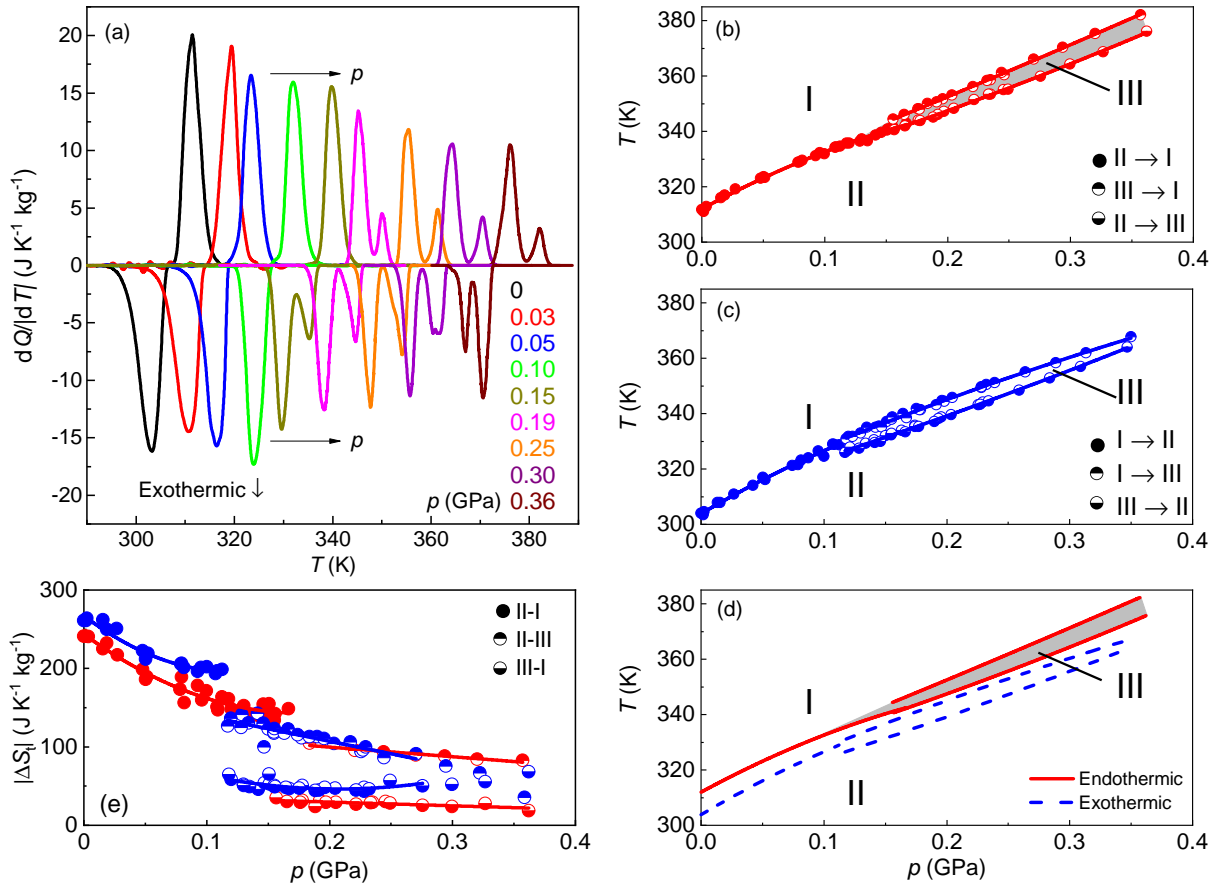 (a)
p
20
15
10
5
0
-5
-10
-15
-20
dQ/|dT| (J K⁻¹ kg⁻¹)
0
0.03
0.05
0.10
0.15
0.19
0.25
0.30
0.36
p
Exothermic ↓
p (GPa)
300 320 340 360 380
T (K)
(b)
380
360
340
320
300
T (K)
I
III
II
II → I
III → I
II → III
0.0 0.1 0.2 0.3 0.4
(c)
380
360
340
320
300
T (K)
I
III
II
I → II
I → III
III → II
0.0 0.1 0.2 0.3 0.4
300
200
100
0
|ΔSₜ| (J K⁻¹ kg⁻¹)
II-I
II-III
III-I
(e)
0.0 0.1 0.2 0.3 0.4
p (GPa)
(d)
380
360
340
320
300
T (K)
I
III
II
Endothermic
Exothermic
0.0 0.1 0.2 0.3 0.4
p (GPa)